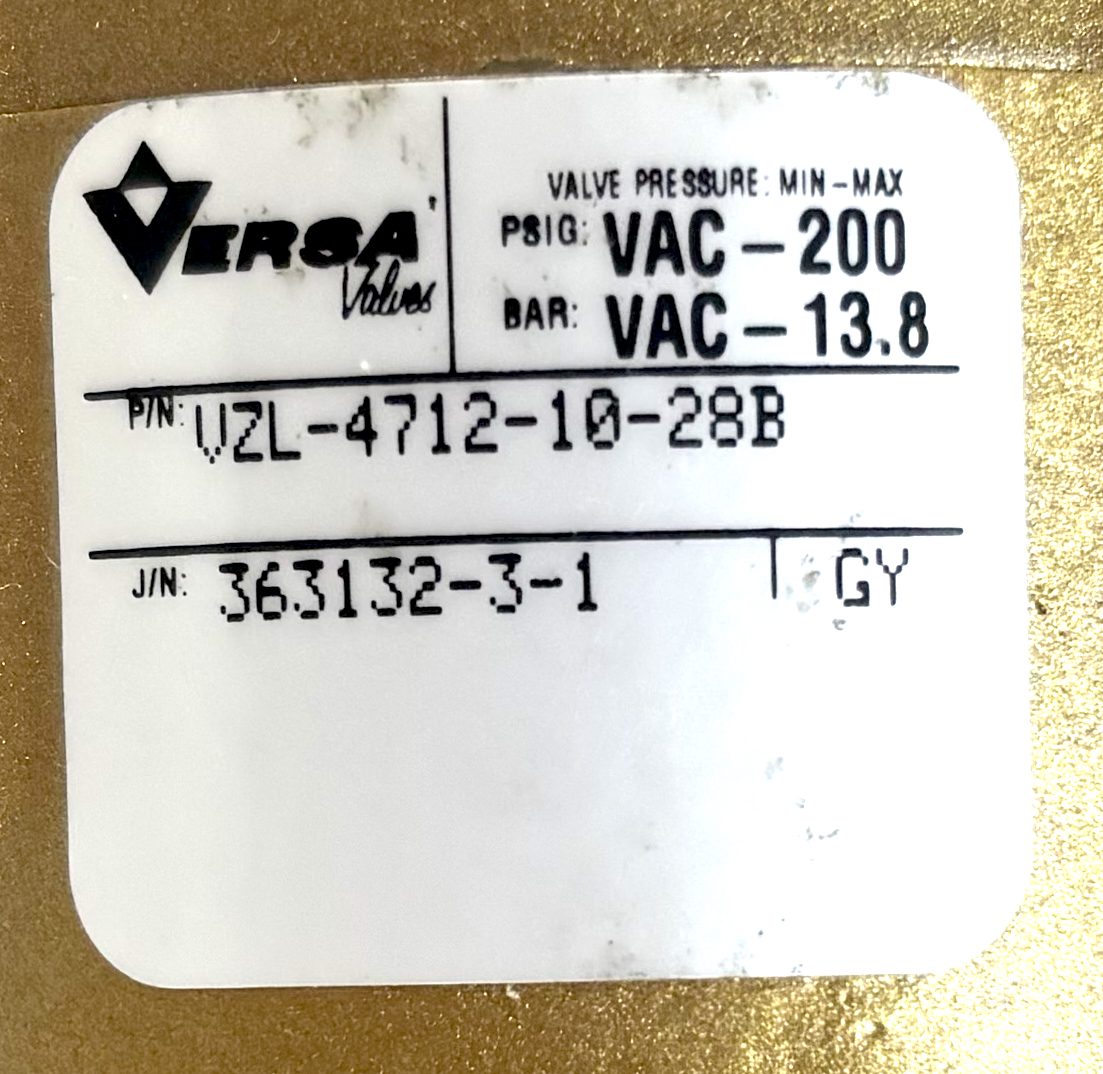 VERSA
Valves
VALVE PRESSURE: MIN-MAX
PSIG: VAC-200
BAR: VAC-13.8
P/N: VZL-4712-10-28B
J/N: 363132-3-1 GY